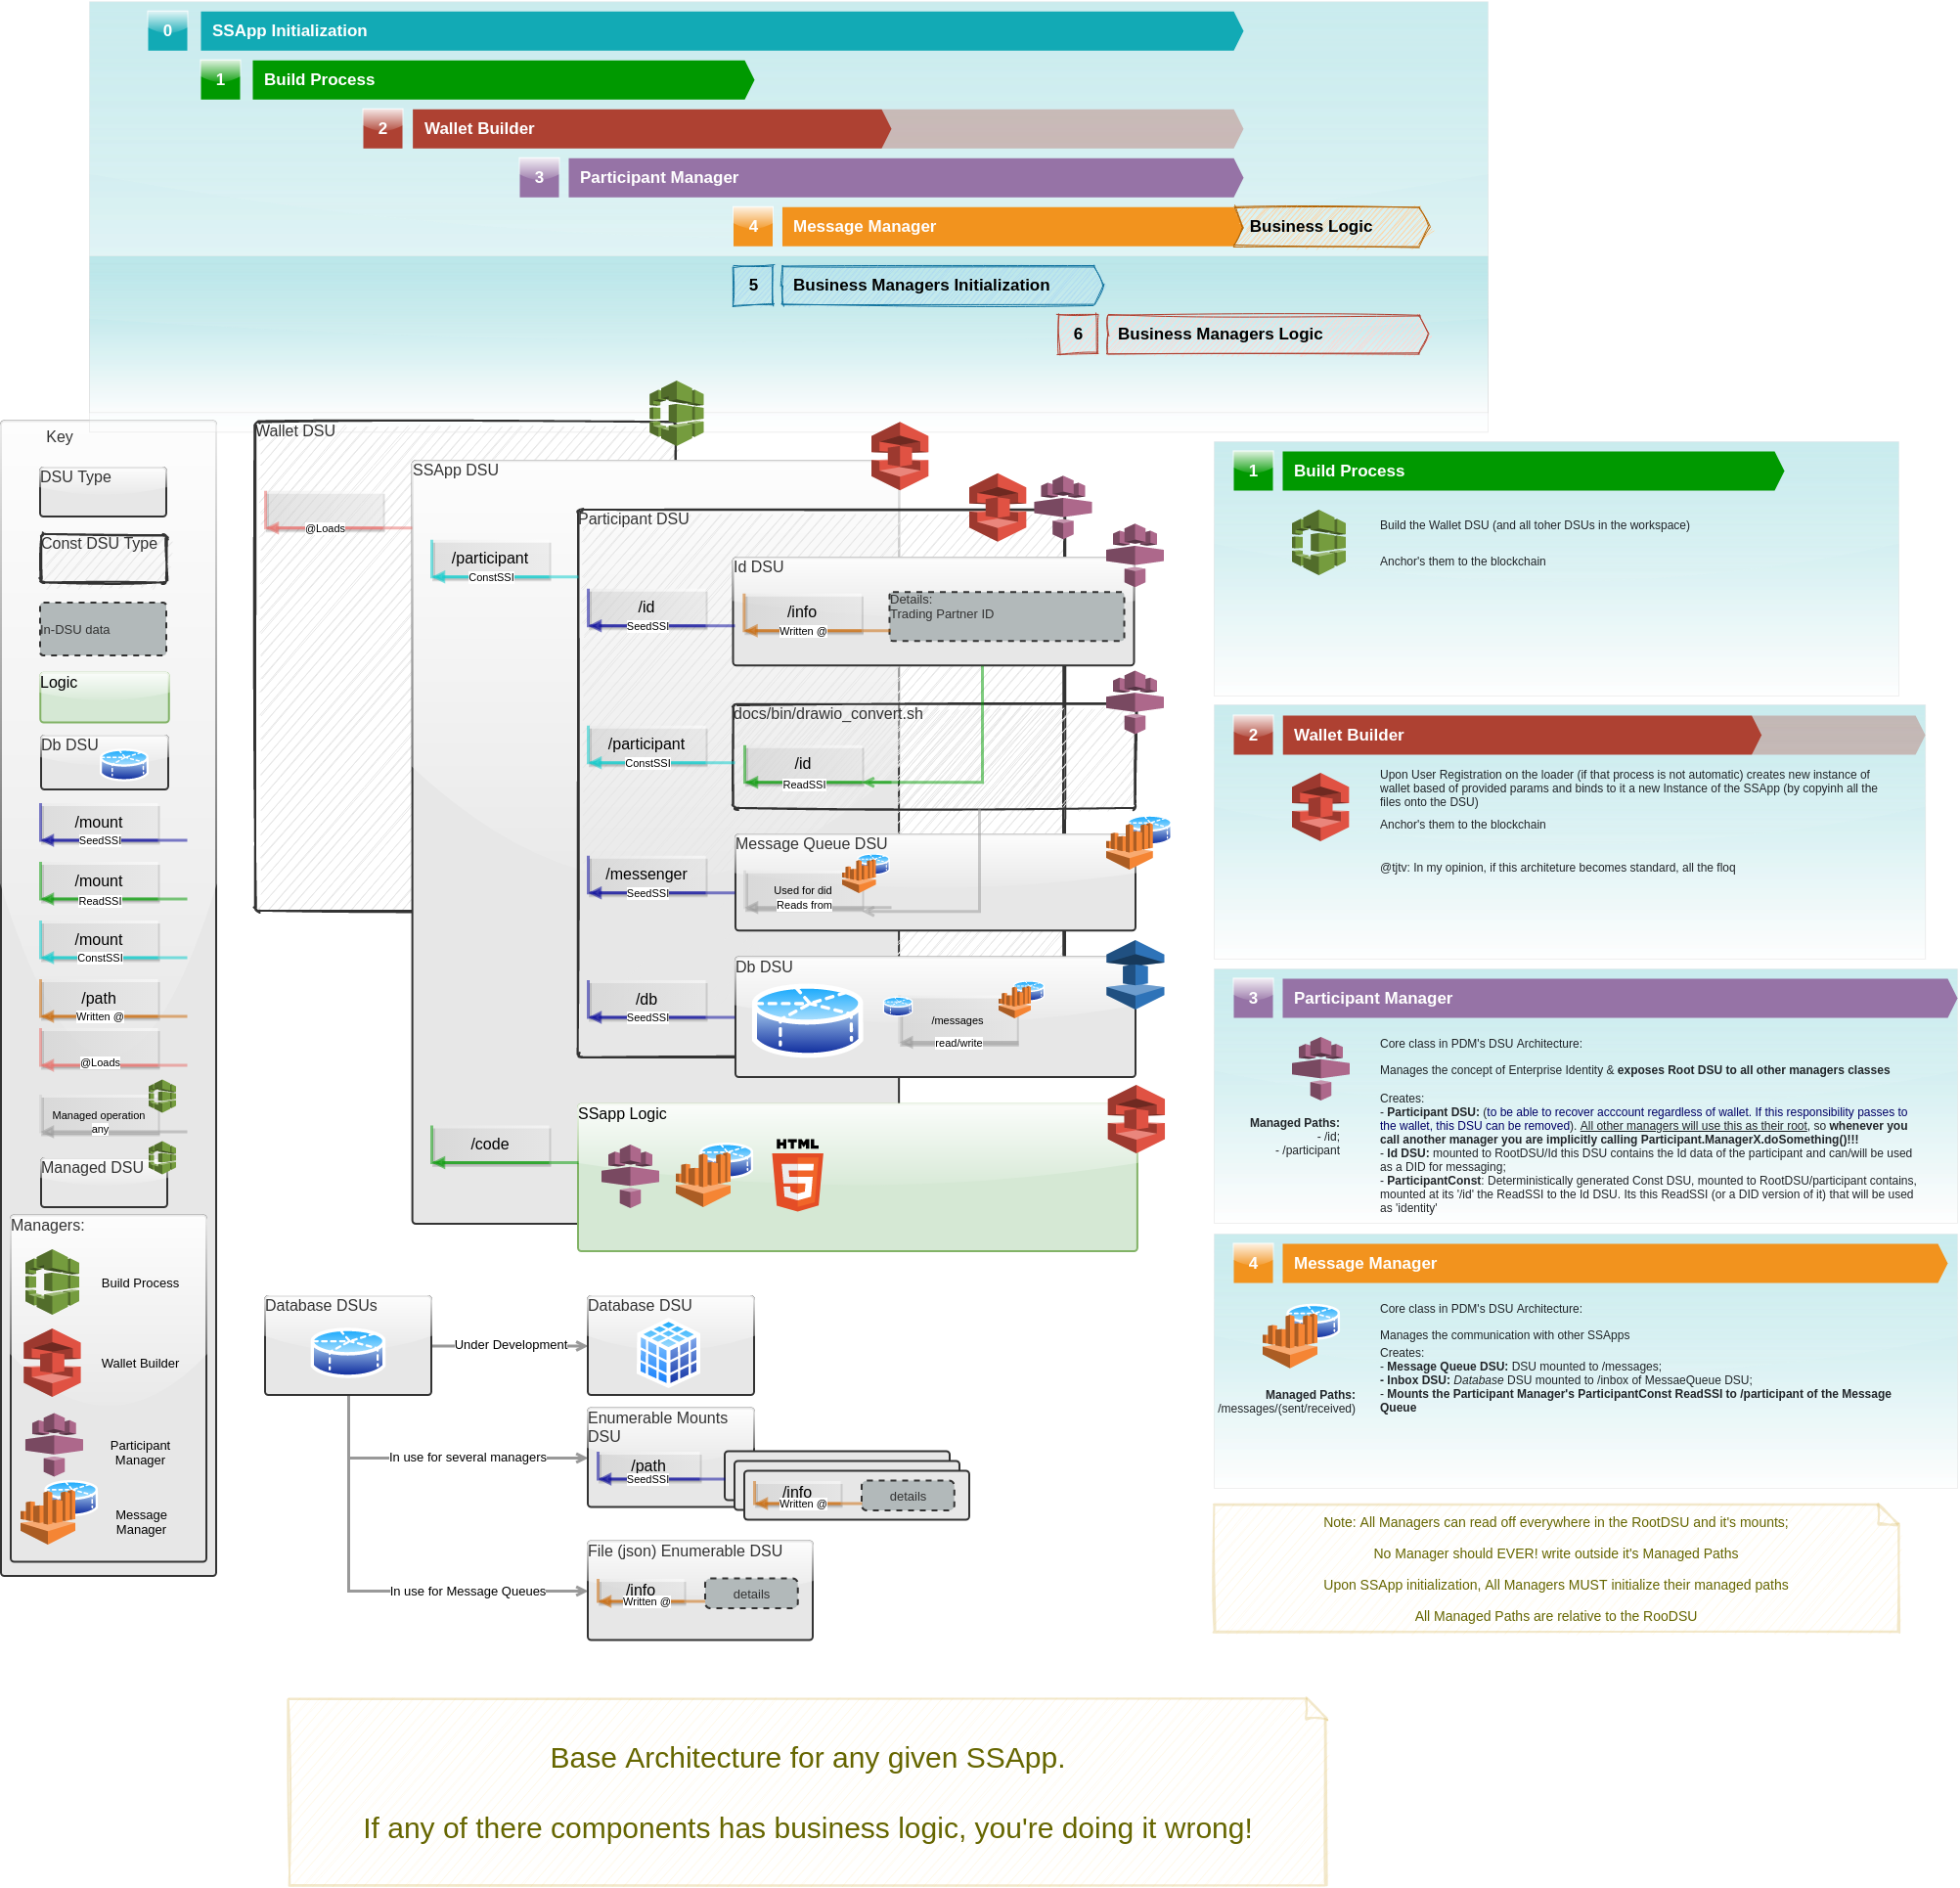 0
SSApp Initialization
1
Build Process
2
Wallet Builder
3
Participant Manager
4
Message Manager
Business Logic
5
Business Managers Initialization
6
Business Managers Logic
Key
DSU Type
Const DSU Type
In-DSU data
Logic
Db DSU
/mount
SeedSSI
/mount
ReadSSI
/mount
ConstSSI
/path
Written @
@Loads
Managed operation
any
Managed DSU
Managers:
Build Process
Wallet Builder
Participant
Manager
Message
Manager
Wallet DSU
@Loads
SSApp DSU
/participant
ConstSSI
Participant DSU
/id
SeedSSI
Id DSU
/info
Written @
Details:
Trading Partner ID
/participant
ConstSSI
docs/bin/drawio_convert.sh
/id
ReadSSI
/messenger
SeedSSI
Message Queue DSU
Used for did
Reads from
/db
SeedSSI
Db DSU
/messages
read/write
/code
SSapp Logic
HTML
5
Database DSUs
Under Development
Database DSU
In use for several managers
Enumerable Mounts
DSU
/path
SeedSSI
/info
Written @
details
In use for Message Queues
File (json) Enumerable DSU
/info
Written @
details
1
Build Process
Build the Wallet DSU (and all toher DSUs in the workspace)
Anchor's them to the blockchain
2
Wallet Builder
Upon User Registration on the loader (if that process is not automatic) creates new instance of
wallet based of provided params and binds to it a new Instance of the SSApp (by copyinh all the
files onto the DSU)
Anchor's them to the blockchain
@tjtv: In my opinion, if this architeture becomes standard, all the floq
3
Participant Manager
Core class in PDM's DSU Architecture:
Manages the concept of Enterprise Identity & exposes Root DSU to all other managers classes
Managed Paths:
- /id;
- /participant
Creates:
- Participant DSU: (to be able to recover acccount regardless of wallet. If this responsibility passes to
the wallet, this DSU can be removed). All other managers will use this as their root, so whenever you
call another manager you are implicitly calling Participant.ManagerX.doSomething()!!!
- Id DSU: mounted to RootDSU/Id this DSU contains the Id data of the participant and can/will be used
as a DID for messaging;
- ParticipantConst: Deterministically generated Const DSU, mounted to RootDSU/participant contains,
mounted at its '/id' the ReadSSI to the Id DSU. Its this ReadSSI (or a DID version of it) that will be used
as 'identity'
4
Message Manager
Core class in PDM's DSU Architecture:
Manages the communication with other SSApps
Creates:
- Message Queue DSU: DSU mounted to /messages;
- Inbox DSU: Database DSU mounted to /inbox of MessaeQueue DSU;
- Mounts the Participant Manager's ParticipantConst ReadSSI to /participant of the Message
Queue
Managed Paths:
/messages/(sent/received)
Note: All Managers can read off everywhere in the RootDSU and it's mounts;
No Manager should EVER! write outside it's Managed Paths
Upon SSApp initialization, All Managers MUST initialize their managed paths
All Managed Paths are relative to the RooDSU
Base Architecture for any given SSApp.
If any of there components has business logic, you're doing it wrong!